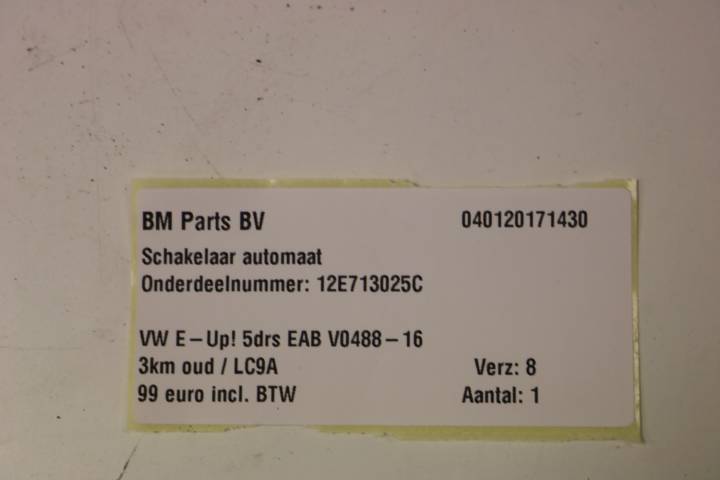 BM Parts BV 040120171430
Schakelaar automaat
Onderdeelnummer: 12E713025C
VW E-Up! 5drs EAB V0488-16
3km oud / LC9A Verz: 8
99 euro incl. BTW Aantal: 1